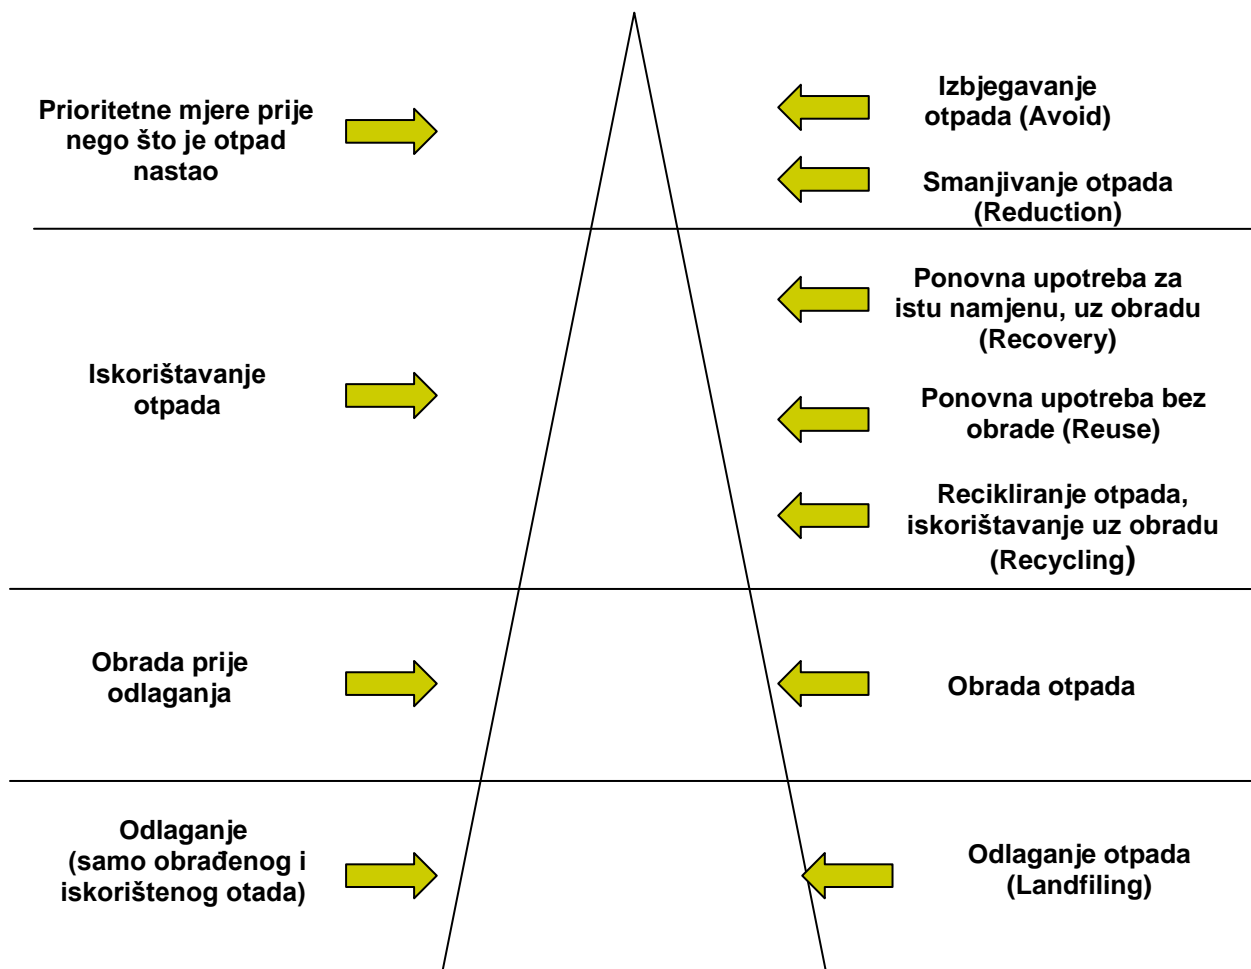 Prioritetne mjere prije
nego što je otpad
nastao
Izbjegavanje
otpada (Avoid)
Smanjivanje otpada
(Reduction)
Iskorištavanje
otpada
Ponovna upotreba za
istu namjenu, uz obradu
(Recovery)
Ponovna upotreba bez
obrade (Reuse)
Recikliranje otpada,
iskorištavanje uz obradu
(Recycling)
Obrada prije
odlaganja
Obrada otpada
Odlaganje
(samo obrađenog i
iskorištenog otada)
Odlaganje otpada
(Landfiling)